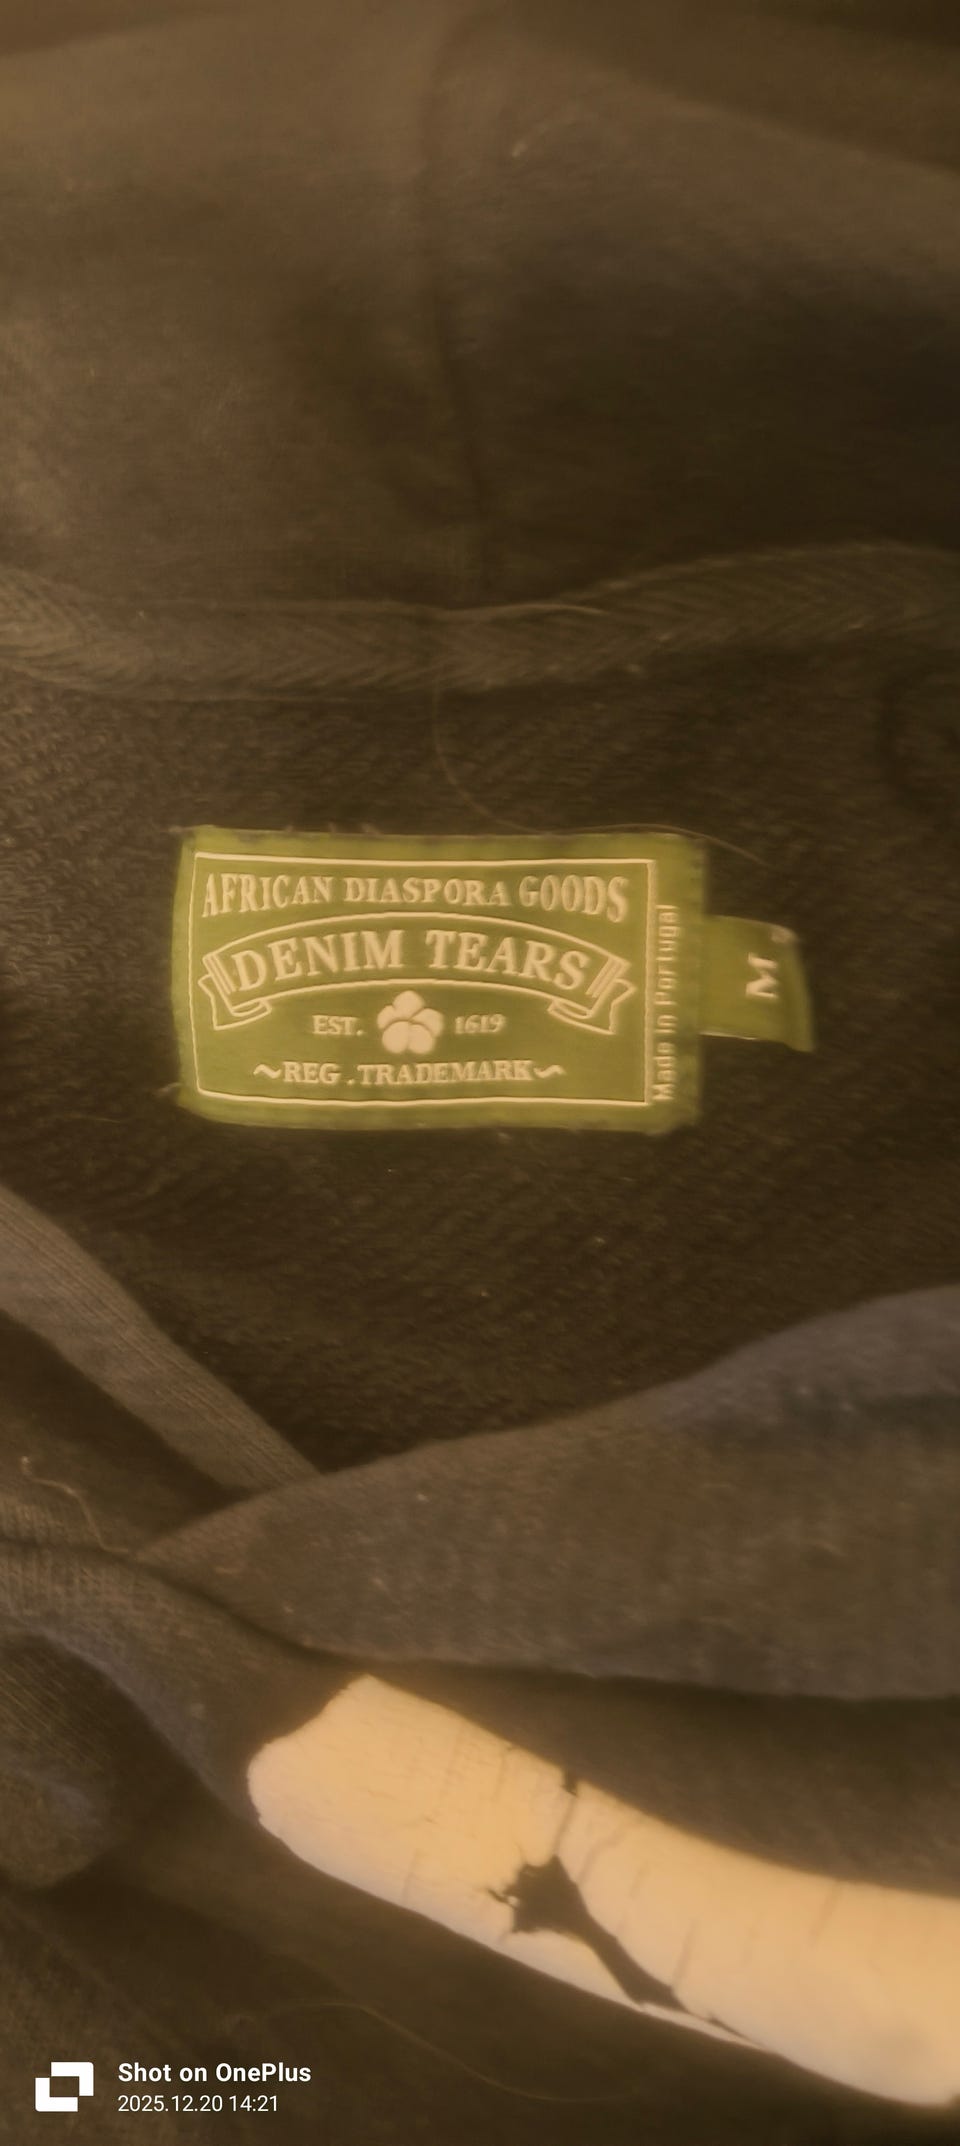 AFRICAN DIASPORA GOODS
DENIM TEARS
EST. 1619
~REG . TRADEMARK~
Made in Portugal
M
Shot on OnePlus
2025.12.20 14:21